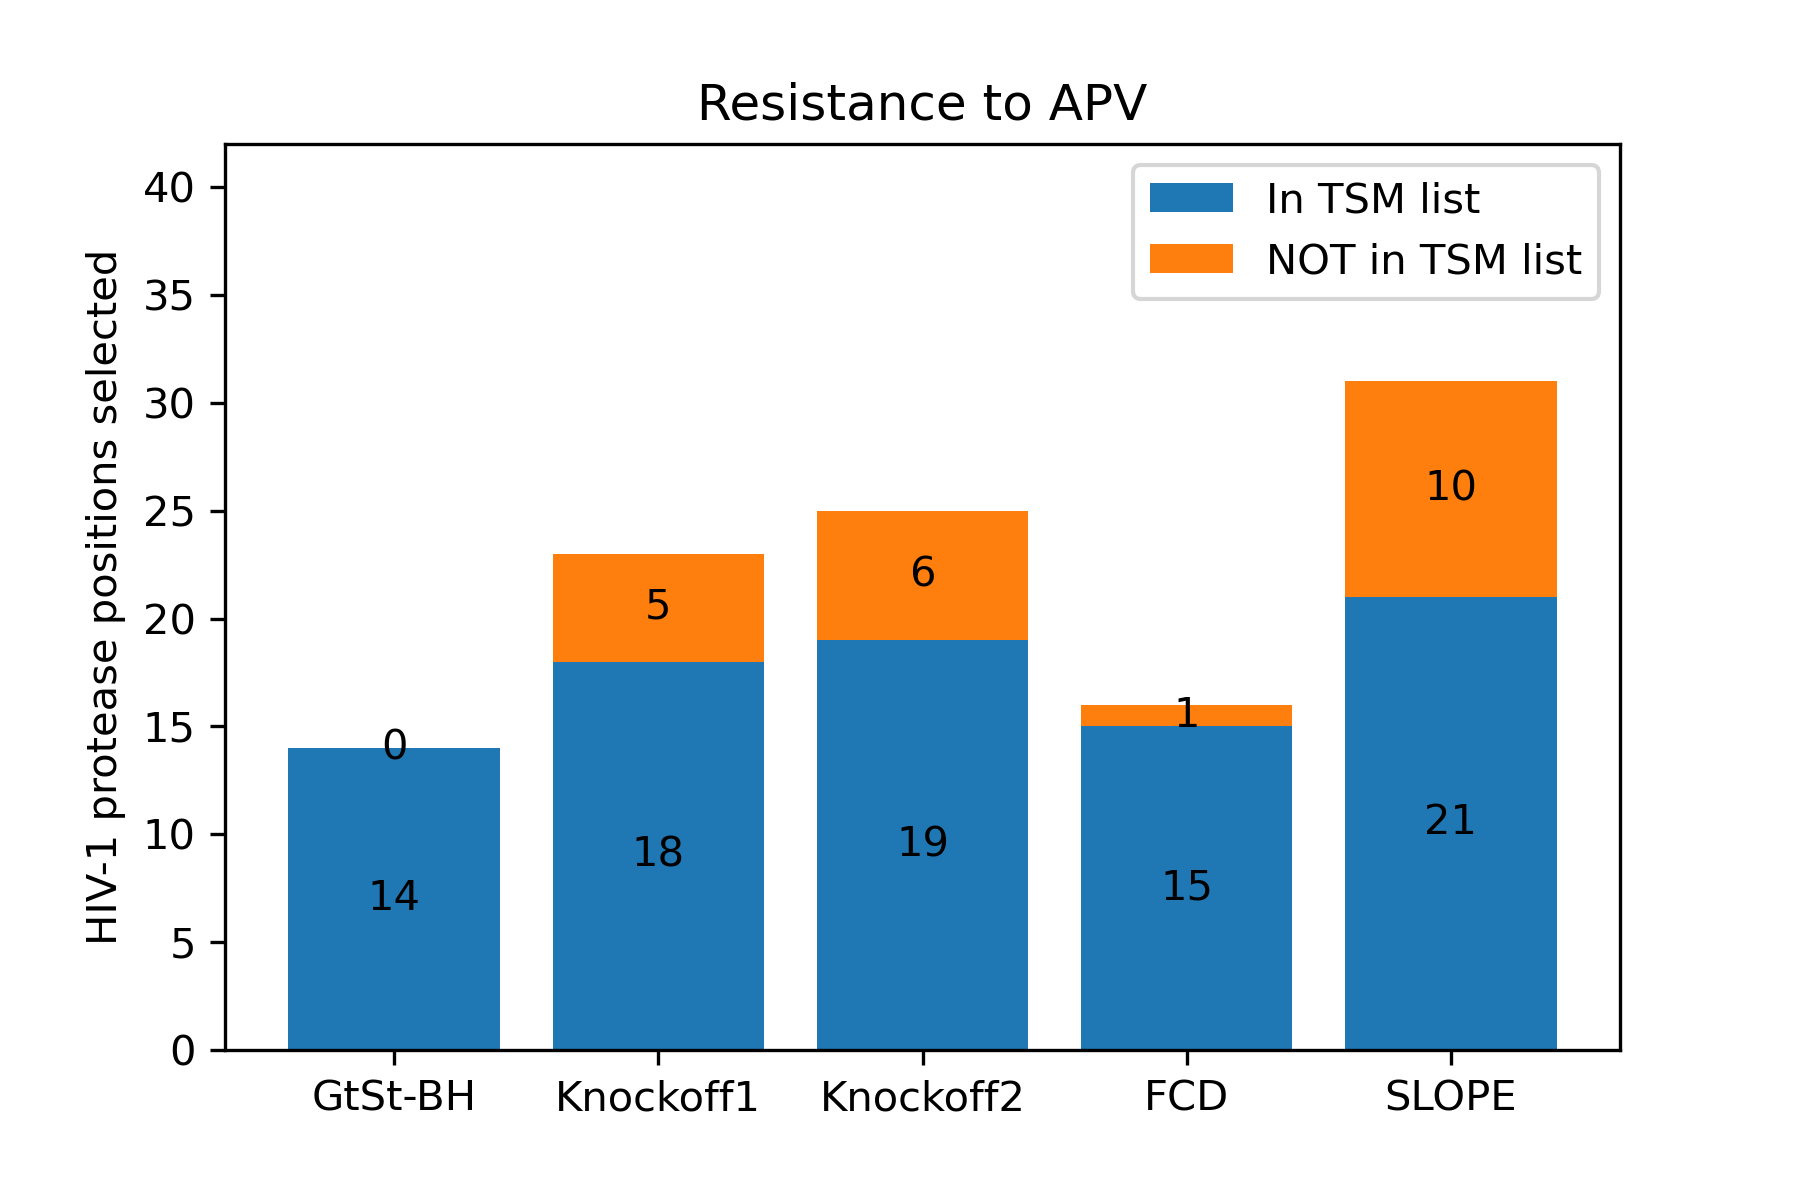 Resistance to APV
In TSM list
NOT in TSM list
HIV-1 protease positions selected
40
35
30
25
20
15
10
5
0
0
14
5
18
6
19
1
15
10
21
GtSt-BH
Knockoff1
Knockoff2
FCD
SLOPE